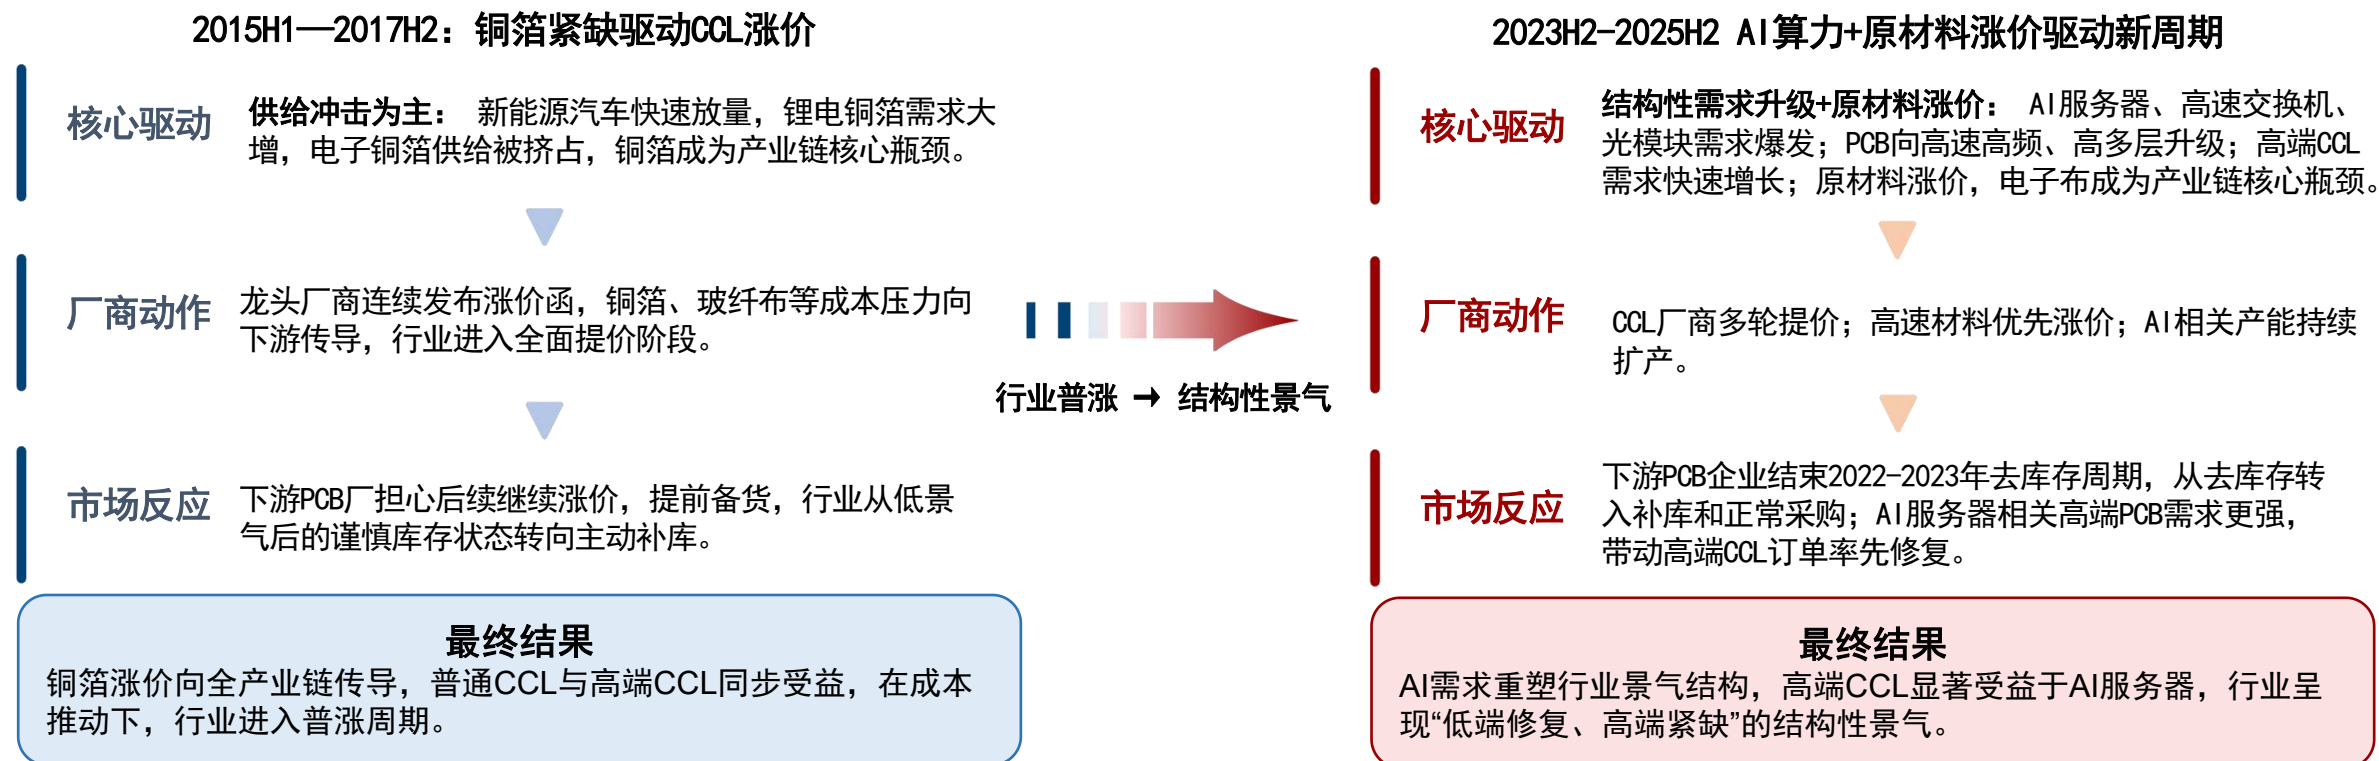 2015H1—2017H2：铜箔紧缺驱动CCL涨价
核心驱动
供给冲击为主： 新能源汽车快速放量，锂电铜箔需求大
增，电子铜箔供给被挤占，铜箔成为产业链核心瓶颈。
厂商动作
龙头厂商连续发布涨价函，铜箔、玻纤布等成本压力向
下游传导，行业进入全面提价阶段。
市场反应
下游PCB厂担心后续继续涨价，提前备货，行业从低景
气后的谨慎库存状态转向主动补库。
最终结果
铜箔涨价向全产业链传导，普通CCL与高端CCL同步受益，在成本
推动下，行业进入普涨周期。
行业普涨 → 结构性景气
2023H2-2025H2 AI算力+原材料涨价驱动新周期
核心驱动
结构性需求升级+原材料涨价： AI服务器、高速交换机、
光模块需求爆发；PCB向高速高频、高多层升级；高端CCL
需求快速增长；原材料涨价，电子布成为产业链核心瓶颈。
厂商动作
CCL厂商多轮提价；高速材料优先涨价；AI相关产能持续
扩产。
市场反应
下游PCB企业结束2022-2023年去库存周期，从去库存转
入补库和正常采购；AI服务器相关高端PCB需求更强，
带动高端CCL订单率先修复。
最终结果
AI需求重塑行业景气结构，高端CCL显著受益于AI服务器，行业呈
现“低端修复、高端紧缺”的结构性景气。